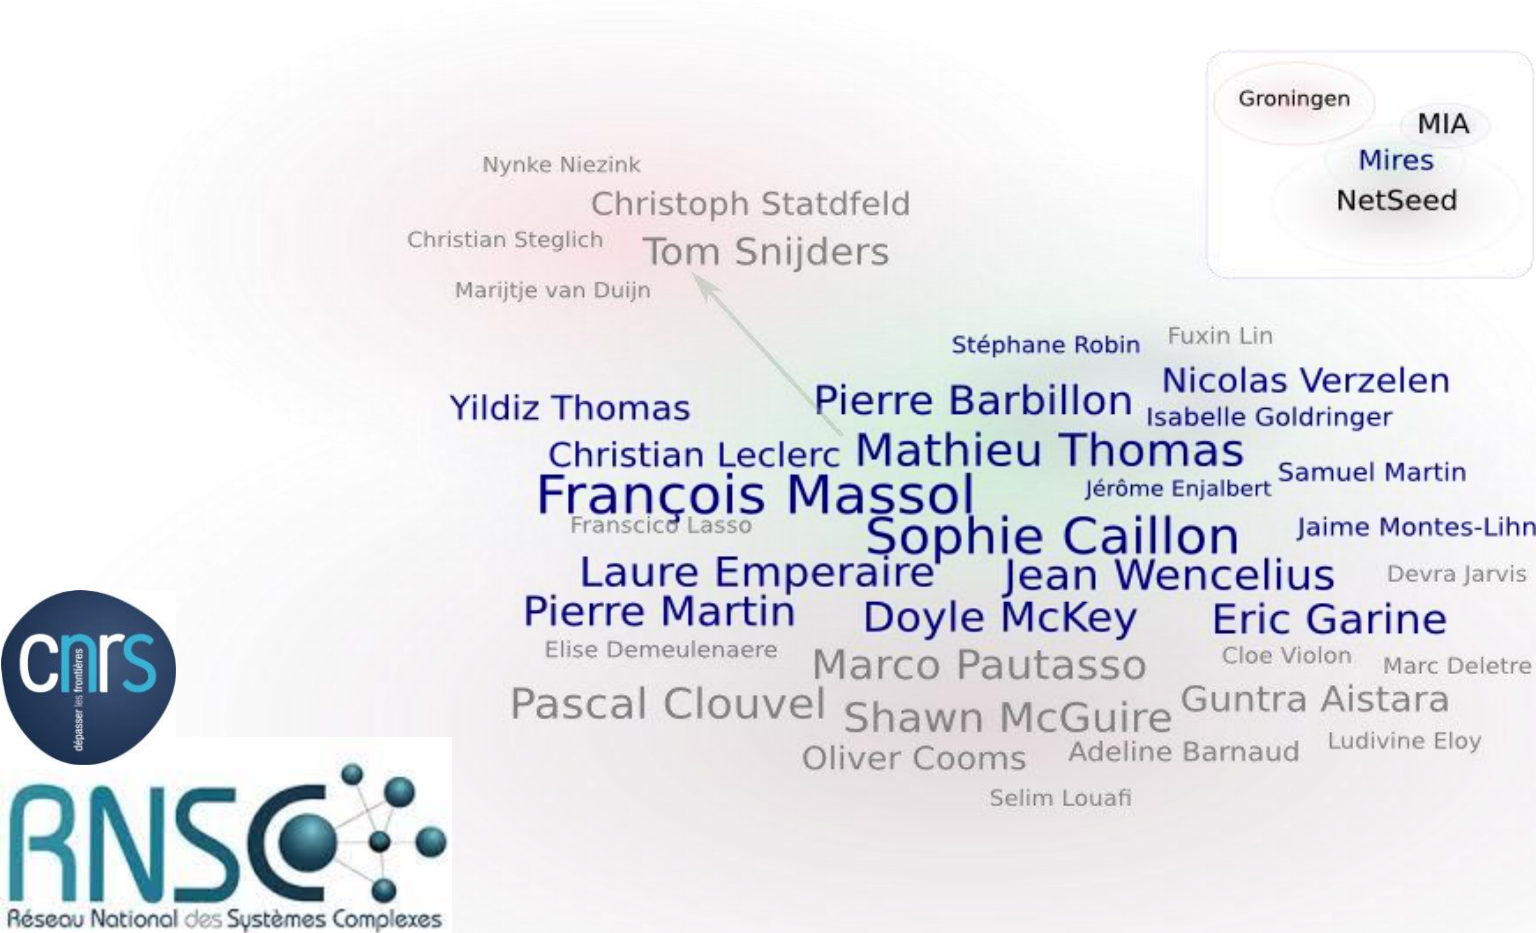 Groningen
MIA
Mires
NetSeed
Nynke Niezink
Christoph Statdfeld
Christian Steglich
Tom Snijders
Marijtje van Duijn
Stéphane Robin
Fuxin Lin
Nicolas Verzelen
Yildiz Thomas
Pierre Barbillon
Isabelle Goldringer
Christian Leclerc
Mathieu Thomas
Samuel Martin
François Massol
Jérôme Enjalbert
Franscico Lasso
Sophie Caillon
Jaime Montes-Lihn
Laure Emperaire
Jean Wencelius
Devra Jarvis
Pierre Martin
Doyle McKey
Eric Garine
Elise Demeulenaere
Marco Pautasso
Cloe Violon
Marc Deletre
Pascal Clouvel
Shawn McGuire
Guntra Aistara
Oliver Cooms
Adeline Barnaud
Ludivine Eloy
Selim Louafi
cnrs
dépasser les frontières
RNSC
Réseau National des Systèmes Complexes